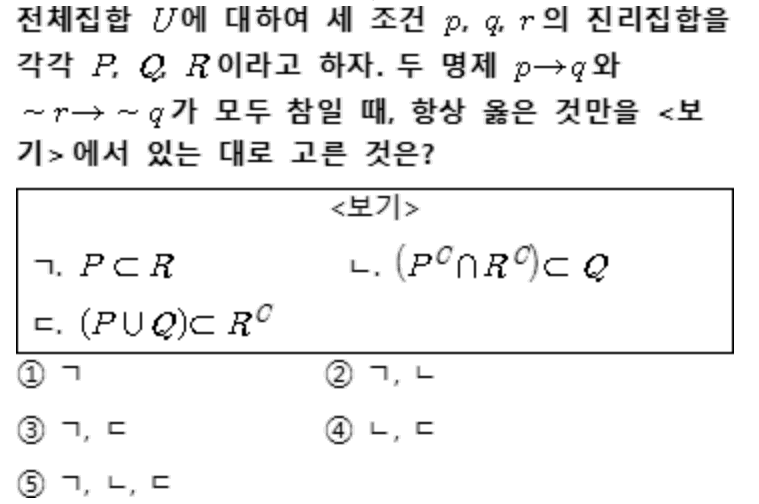 전체집합 U에 대하여 세 조건 p, q, r의 진리집합을
각각 P, Q, R이라고 하자. 두 명제 p→q와
~r→ ~q가 모두 참일 때, 항상 옳은 것만을 <보
기>에서 있는 대로 고른 것은?
<보기>
ㄱ. P⊂R ㄴ. (P^C∩R^C)⊂ Q
ㄷ. (P∪Q)⊂ R^C
① ㄱ ② ㄱ, ㄴ
③ ㄱ, ㄷ ④ ㄴ, ㄷ
⑤ ㄱ, ㄴ, ㄷ